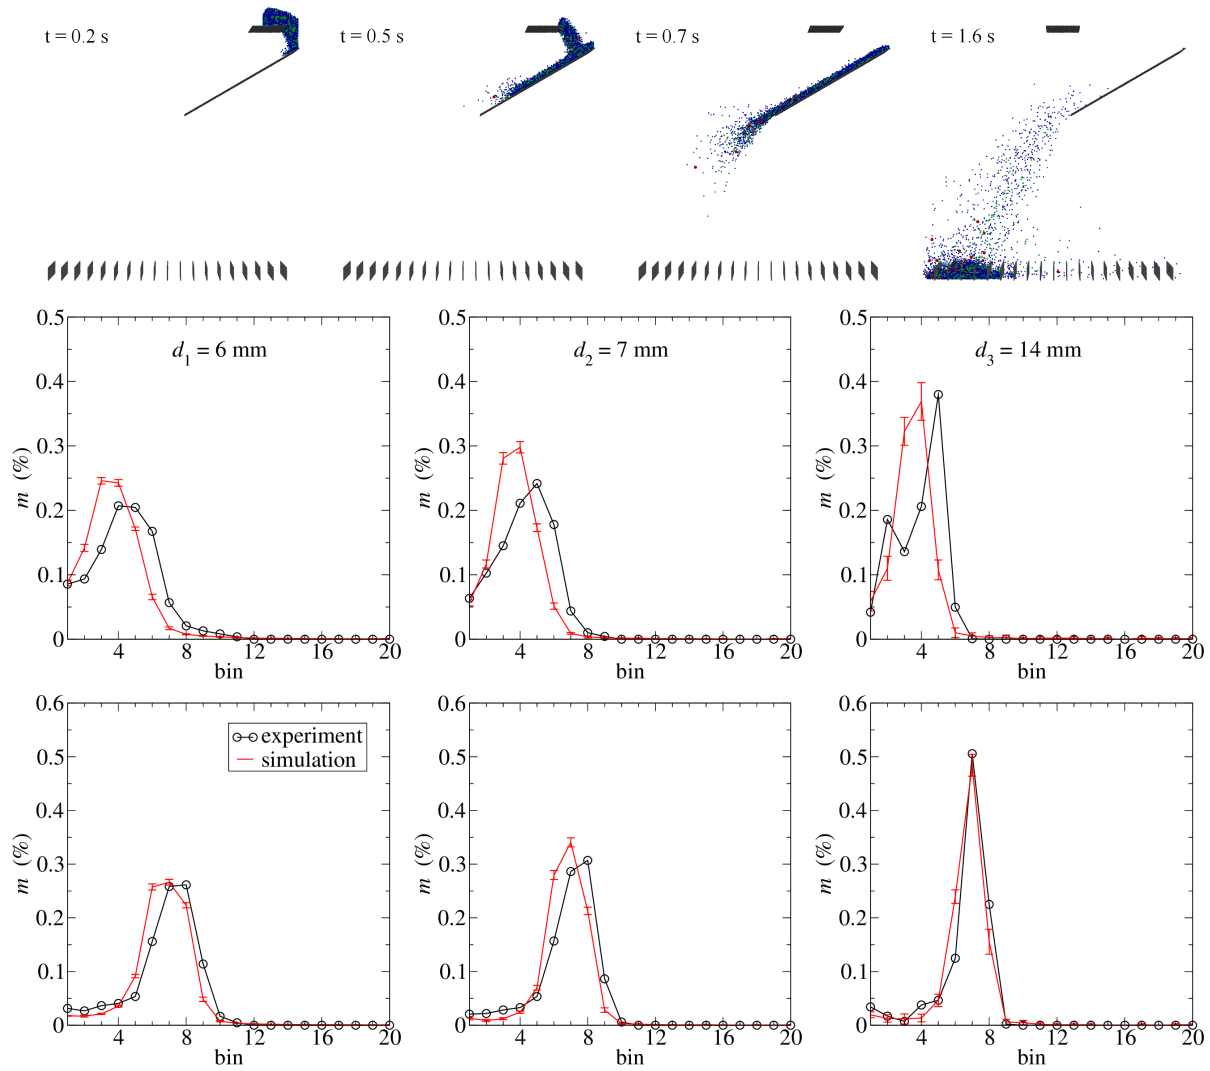 t = 0.2 s
t = 0.5 s
t = 0.7 s
t = 1.6 s
d1 = 6 mm
d2 = 7 mm
d3 = 14 mm
0.5
0.4
0.3
0.2
0.1
0
m (%)
4 8 12 16 20
bin
0.5
0.4
0.3
0.2
0.1
0
m (%)
4 8 12 16 20
bin
0.5
0.4
0.3
0.2
0.1
0
m (%)
4 8 12 16 20
bin
0.6
0.5
0.4
0.3
0.2
0.1
0
m (%)
experiment
simulation
4 8 12 16 20
bin
0.6
0.5
0.4
0.3
0.2
0.1
0
m (%)
4 8 12 16 20
bin
0.6
0.5
0.4
0.3
0.2
0.1
0
m (%)
4 8 12 16 20
bin